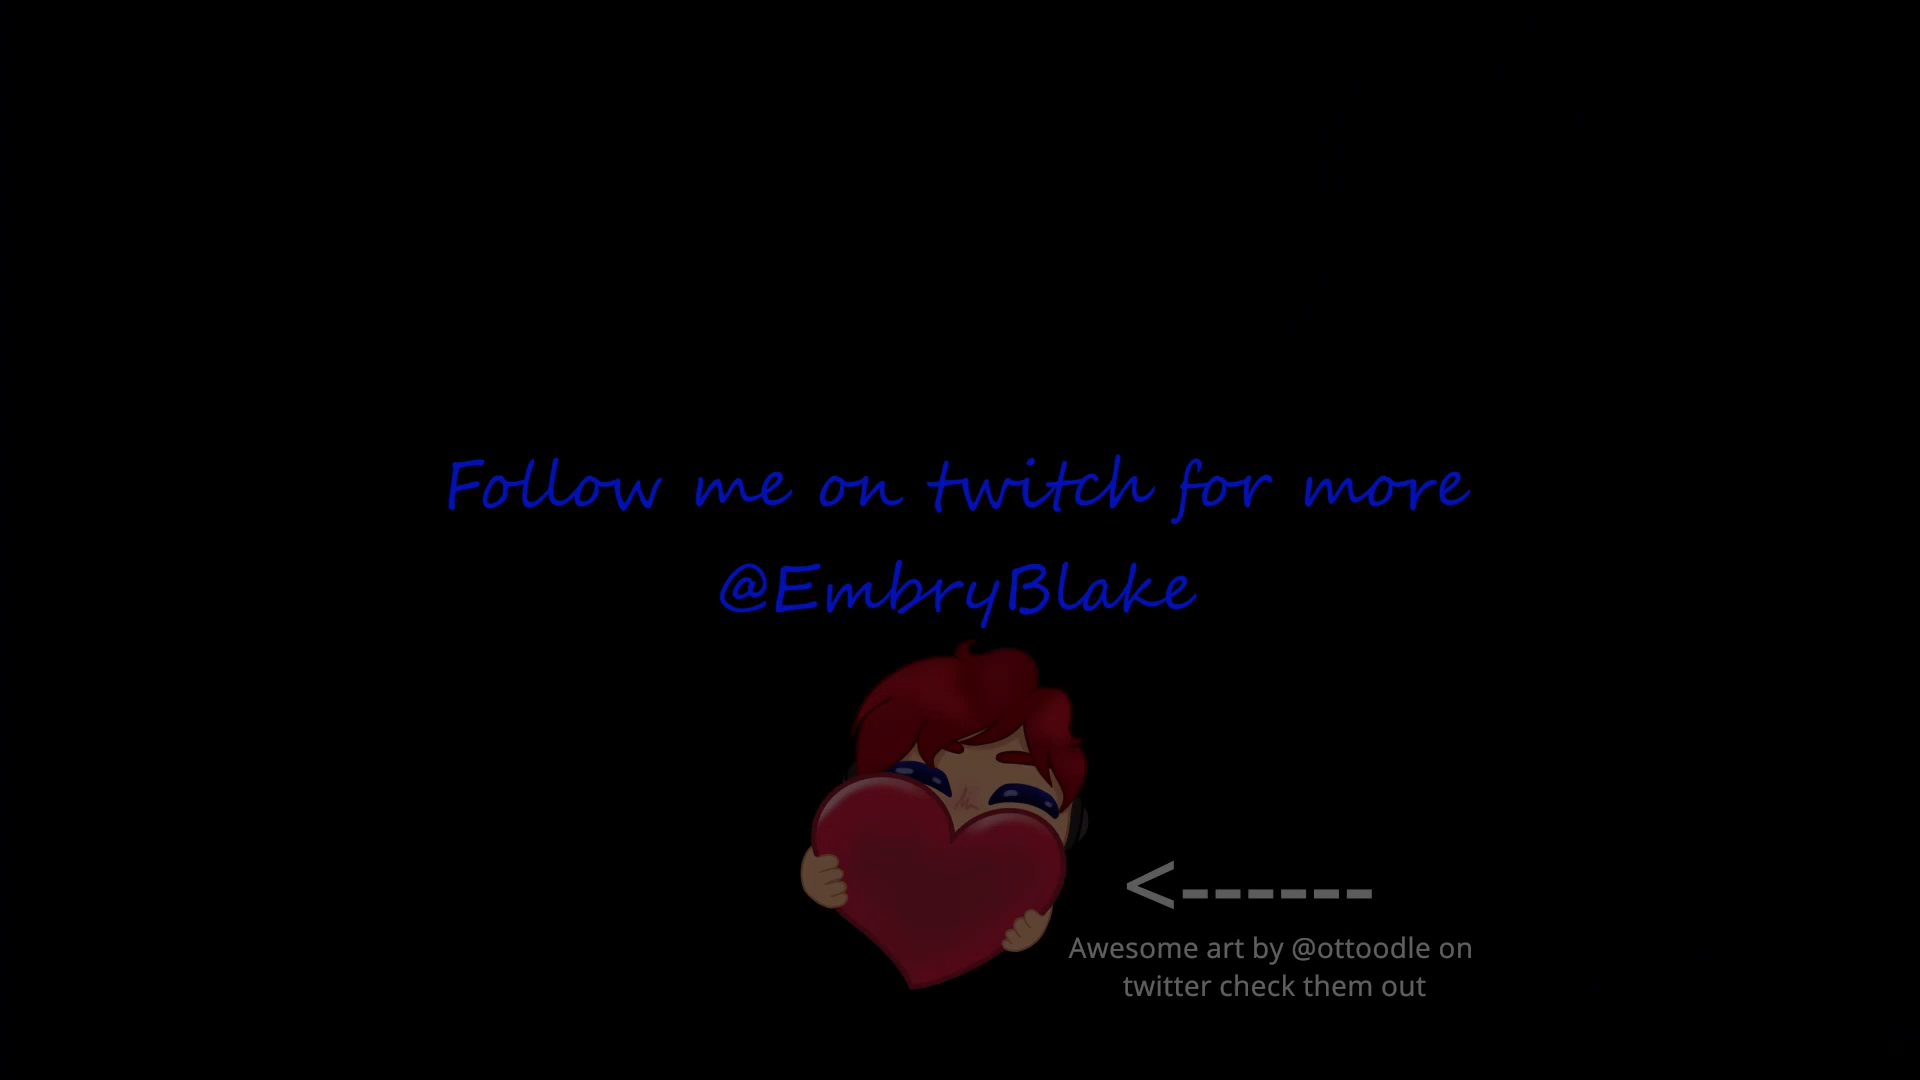 Follow me on twitch for more
@EmbryBlake
<------
Awesome art by @ottoodle on
twitter check them out